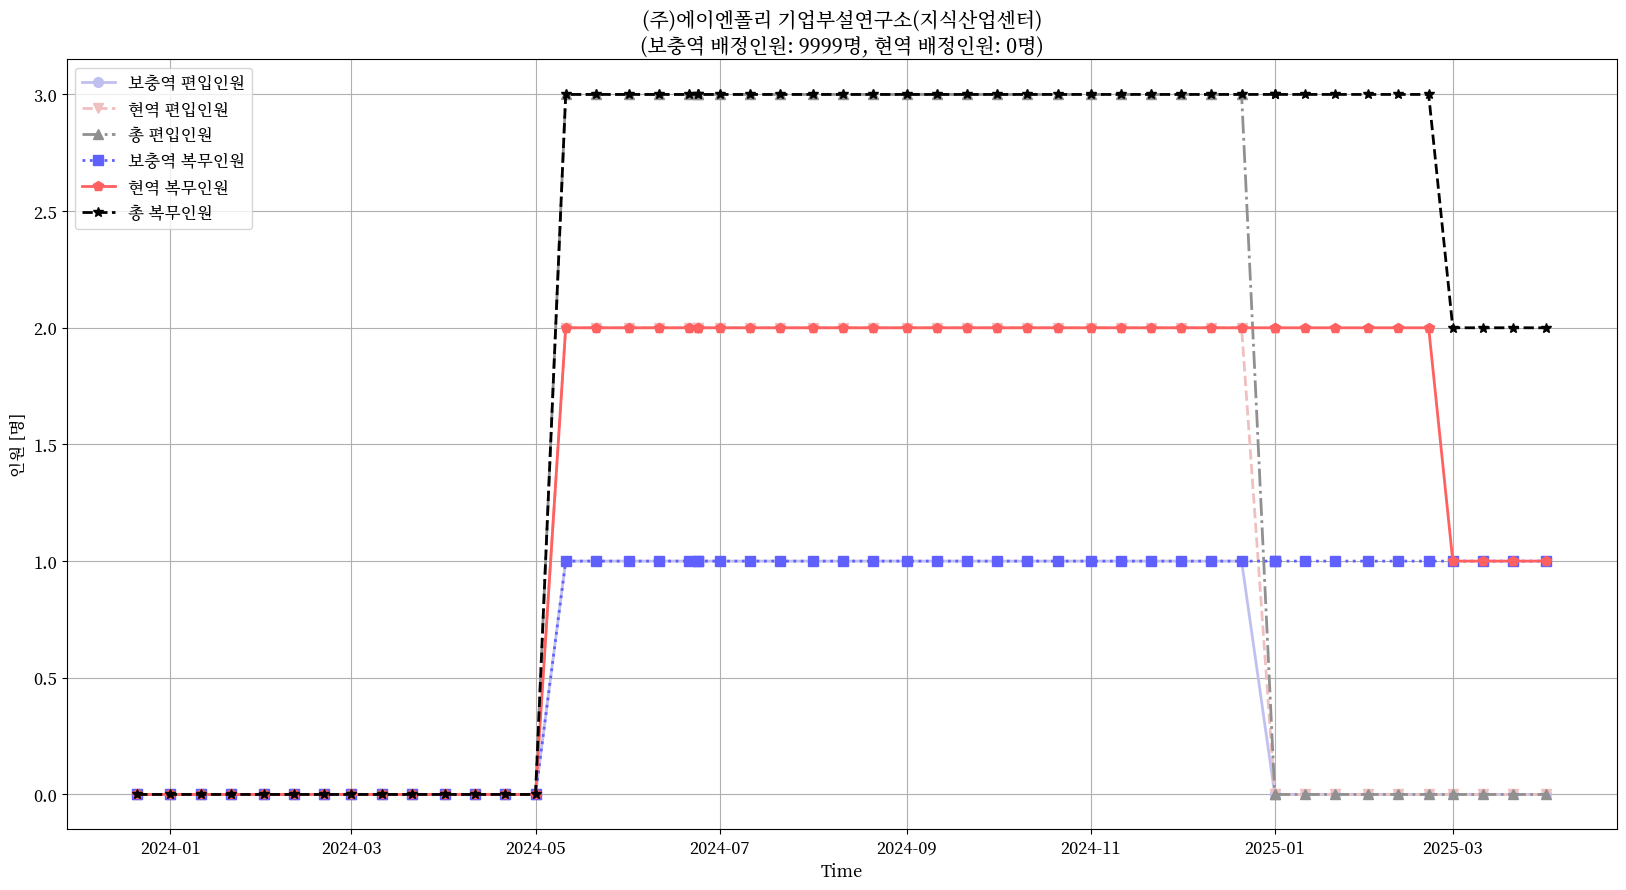 (주)에이엔폴리 기업부설연구소(지식산업센터)
(보충역 배정인원: 9999명, 현역 배정인원: 0명)
보충역 편입인원
현역 편입인원
총 편입인원
보충역 복무인원
현역 복무인원
총 복무인원
3.0
2.5
2.0
1.5
1.0
0.5
0.0
인원 [명]
2024-01
2024-03
2024-05
2024-07
2024-09
2024-11
2025-01
2025-03
Time